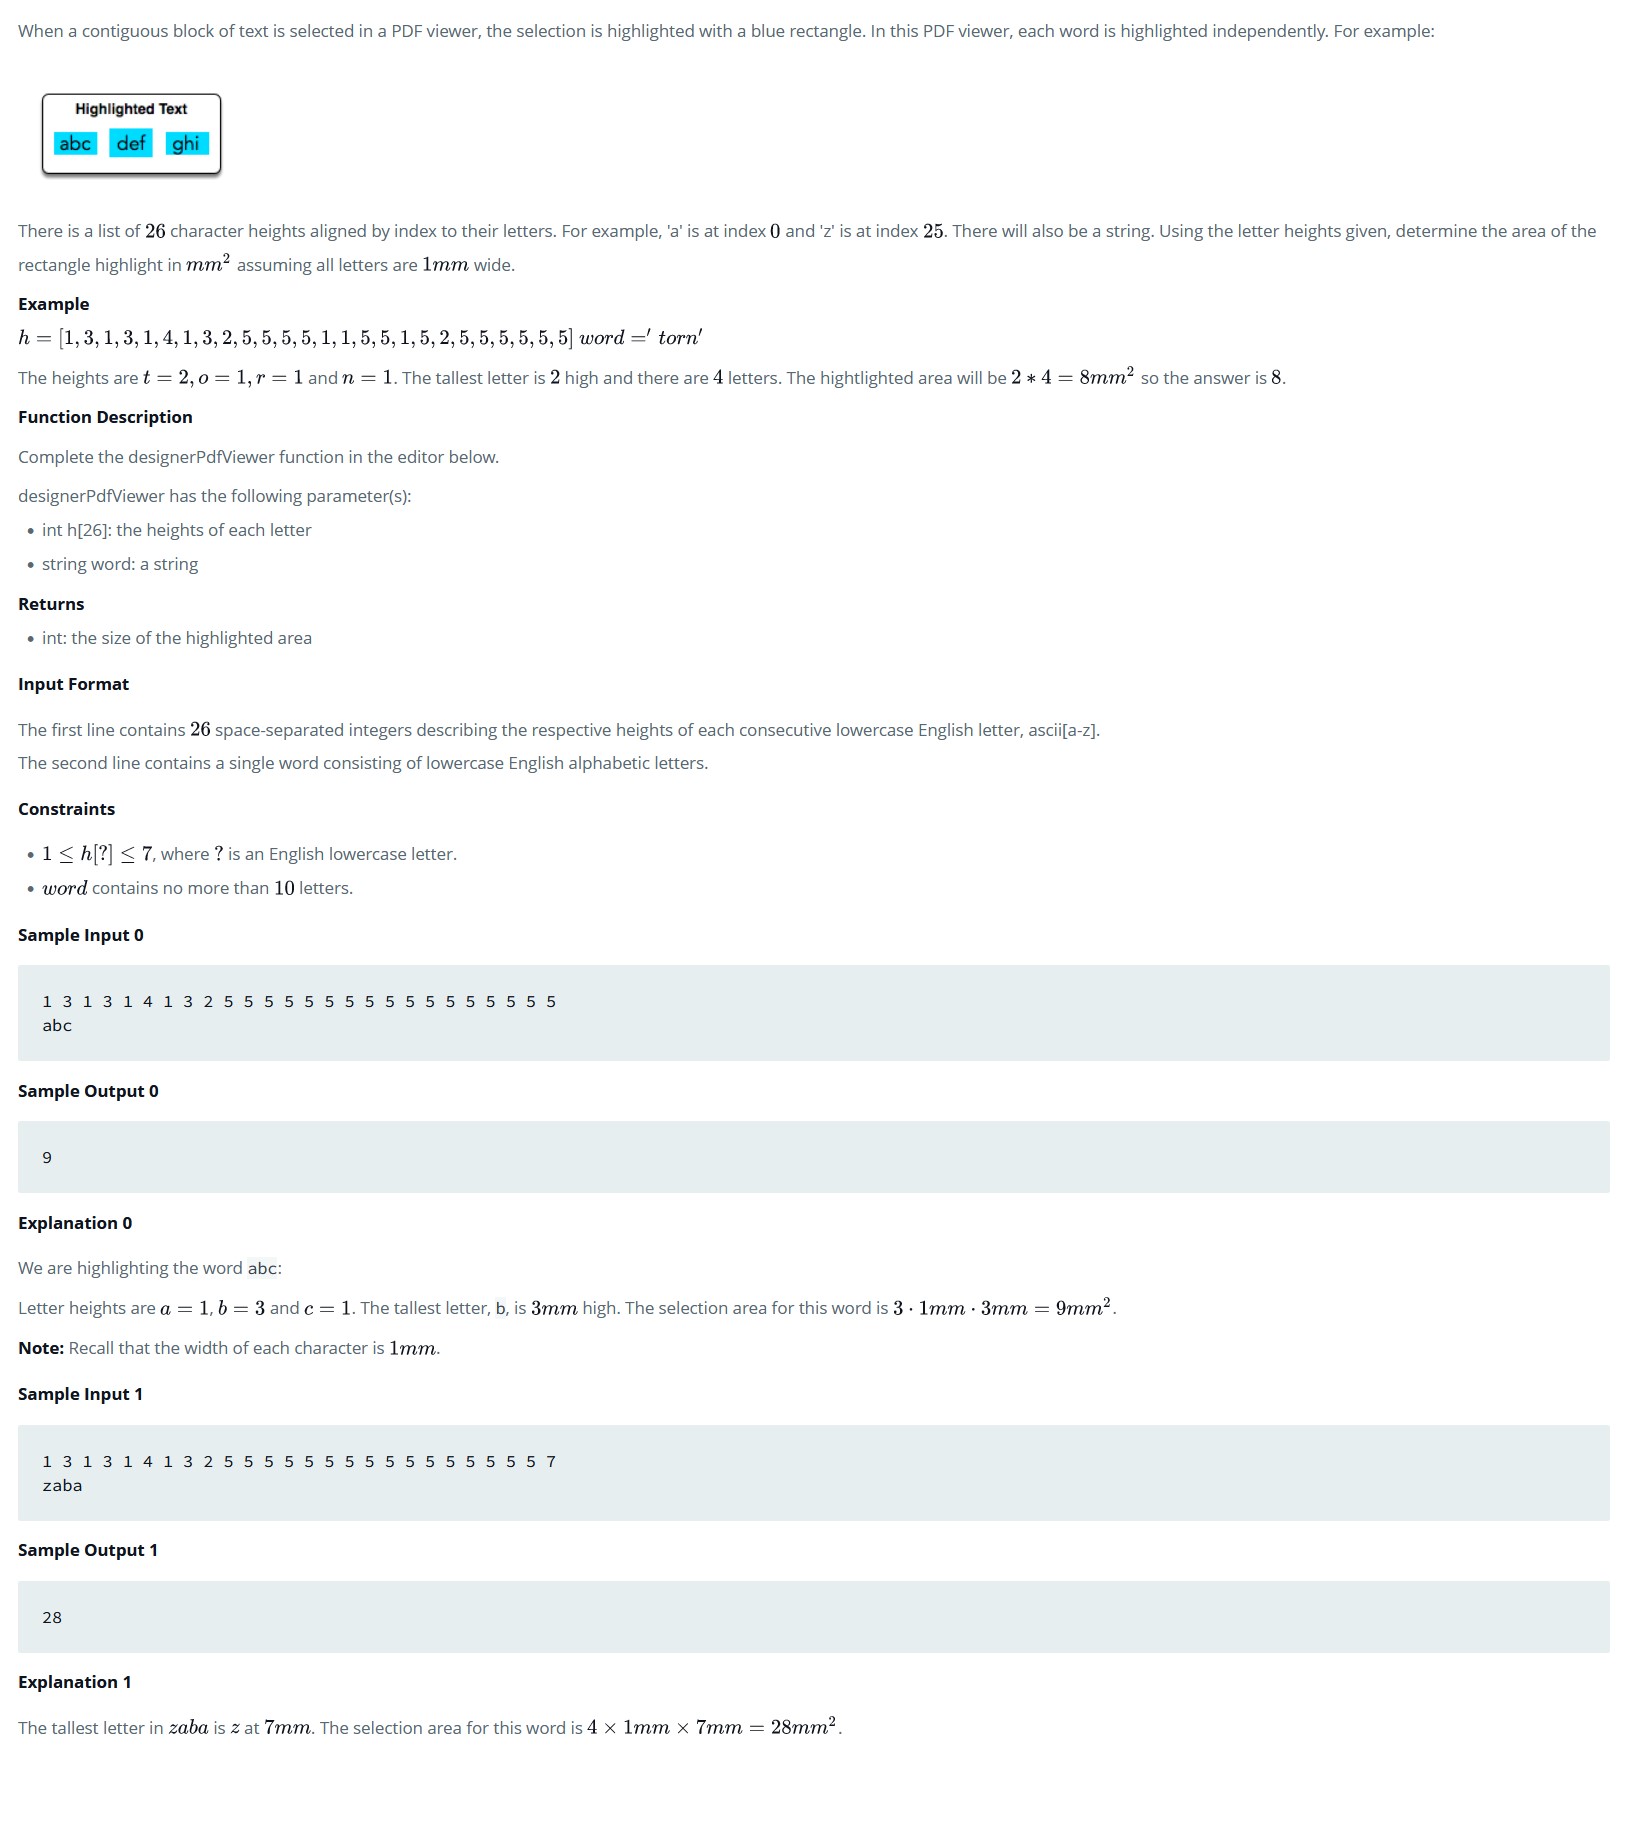 When a contiguous block of text is selected in a PDF viewer, the selection is highlighted with a blue rectangle. In this PDF viewer, each word is highlighted independently. For example:
Highlighted Text
abc def ghi
There is a list of 26 character heights aligned by index to their letters. For example, 'a' is at index 0 and 'z' is at index 25. There will also be a string. Using the letter heights given, determine the area of the
rectangle highlight in mm² assuming all letters are 1mm wide.
Example
h = [1, 3, 1, 3, 1, 4, 1, 3, 2, 5, 5, 5, 5, 1, 1, 5, 5, 1, 5, 2, 5, 5, 5, 5, 5, 5] word =′ torn′
The heights are t = 2, o = 1, r = 1 and n = 1. The tallest letter is 2 high and there are 4 letters. The hightlighted area will be 2 * 4 = 8mm² so the answer is 8.
Function Description
Complete the designerPdfViewer function in the editor below.
designerPdfViewer has the following parameter(s):
• int h[26]: the heights of each letter
• string word: a string
Returns
• int: the size of the highlighted area
Input Format
The first line contains 26 space-separated integers describing the respective heights of each consecutive lowercase English letter, ascii[a-z].
The second line contains a single word consisting of lowercase English alphabetic letters.
Constraints
• 1 ≤ h[?] ≤ 7, where ? is an English lowercase letter.
• word contains no more than 10 letters.
Sample Input 0
1 3 1 3 1 4 1 3 2 5 5 5 5 5 5 5 5 5 5 5 5 5 5 5 5 5
abc
Sample Output 0
9
Explanation 0
We are highlighting the word abc:
Letter heights are a = 1, b = 3 and c = 1. The tallest letter, b, is 3mm high. The selection area for this word is 3 · 1mm · 3mm = 9mm².
Note: Recall that the width of each character is 1mm.
Sample Input 1
1 3 1 3 1 4 1 3 2 5 5 5 5 5 5 5 5 5 5 5 5 5 5 5 5 7
zaba
Sample Output 1
28
Explanation 1
The tallest letter in zaba is z at 7mm. The selection area for this word is 4 × 1mm × 7mm = 28mm².